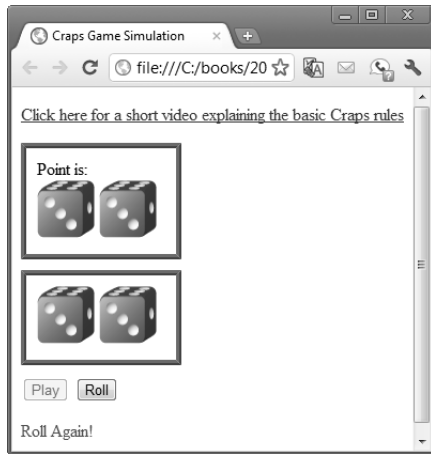 Craps Game Simulation
file:///C:/books/20
Click here for a short video explaining the basic Craps rules
Point is:
Play Roll
Roll Again!